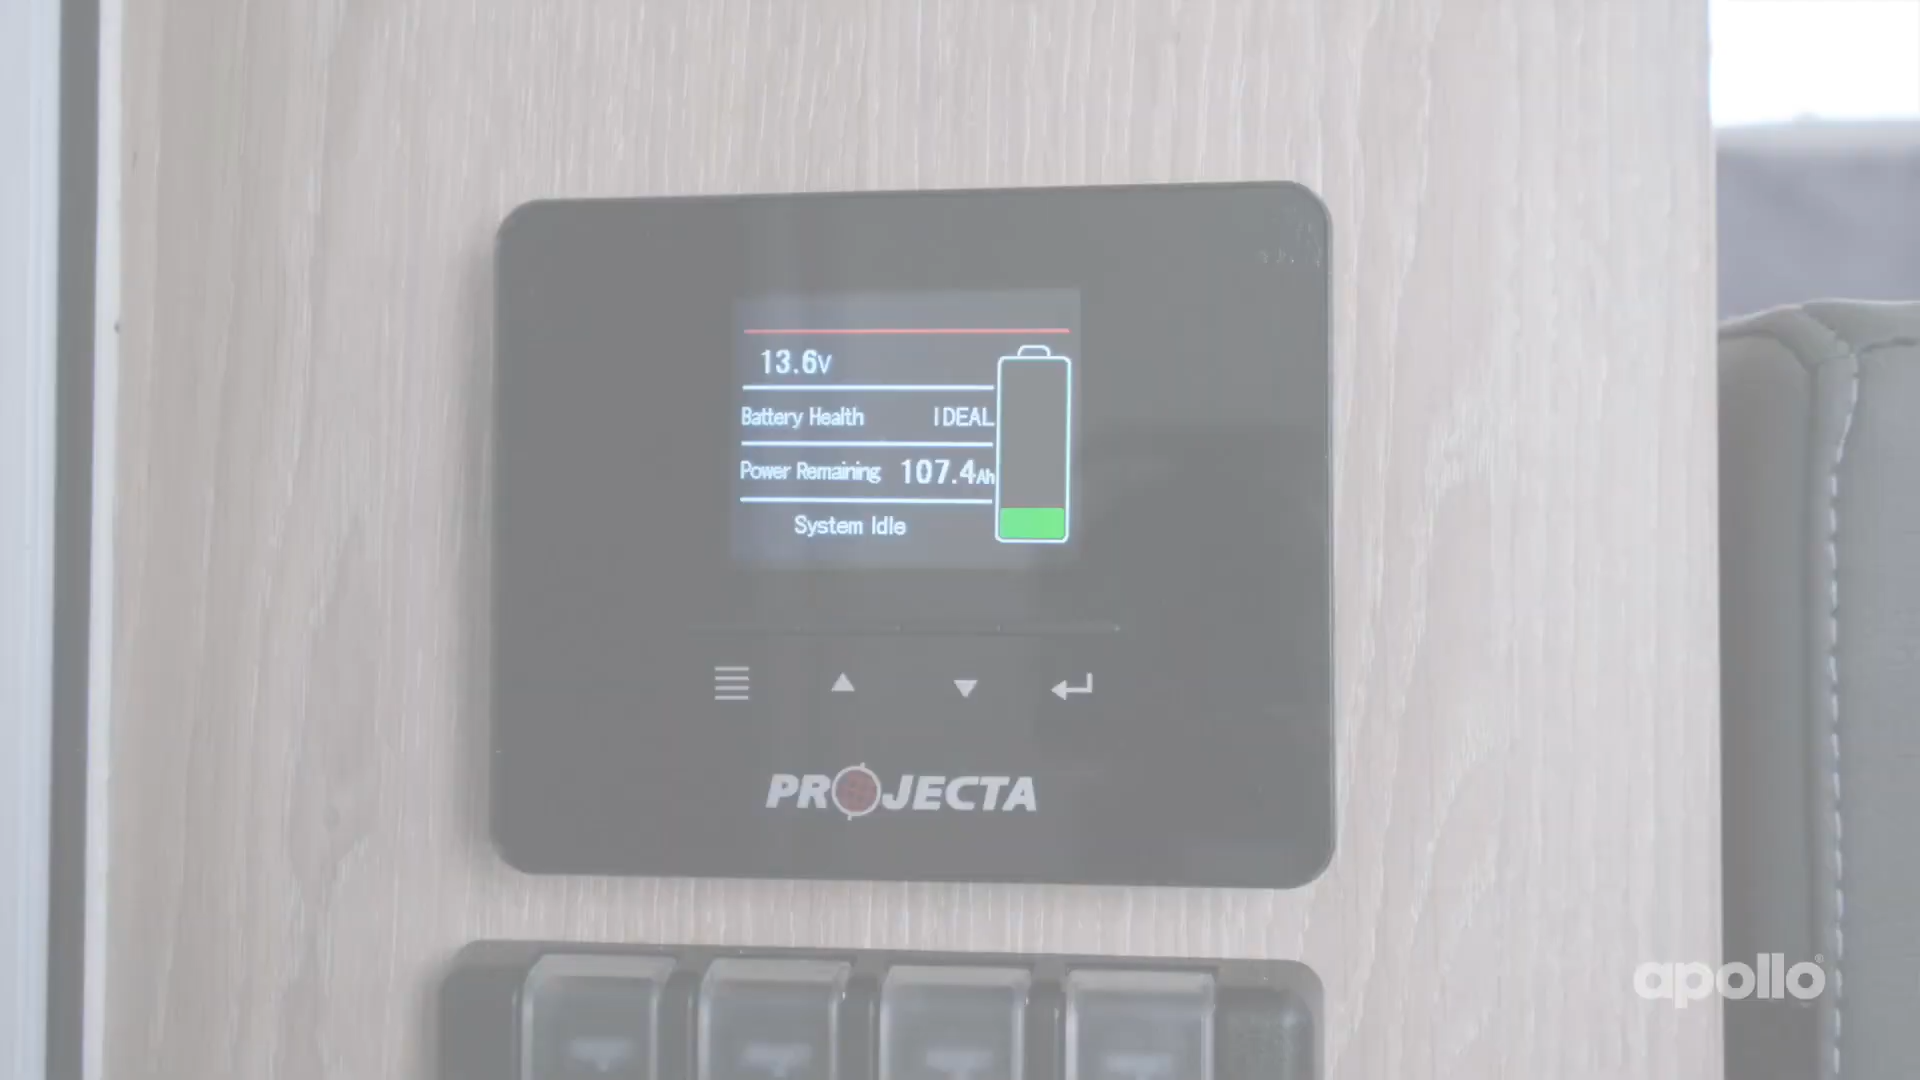 13.6V
Battery Health IDEAL
Power Remaining 107.4Ah
System Idle
PROJECTA
apollo®